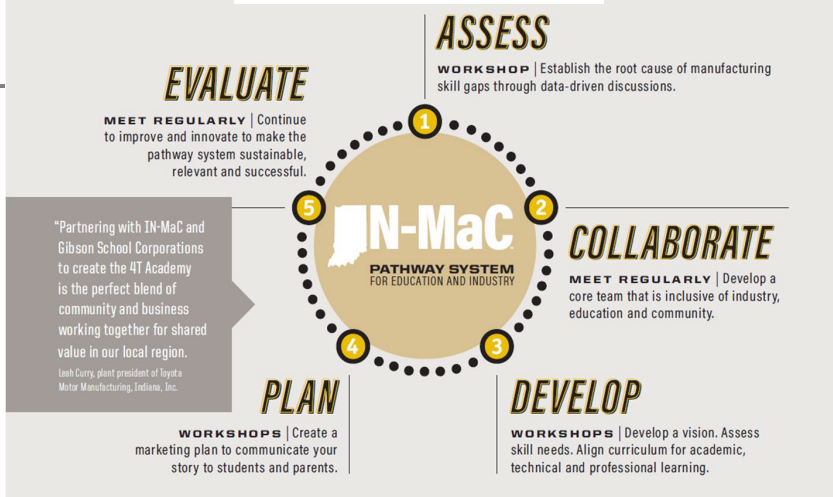 ASSESS
WORKSHOP | Establish the root cause of manufacturing
skill gaps through data-driven discussions.
EVALUATE
MEET REGULARLY | Continue
to improve and innovate to make the
pathway system sustainable,
relevant and successful.
1
2
3
4
5
IN-MaC
PATHWAY SYSTEM
FOR EDUCATION AND INDUSTRY
COLLABORATE
MEET REGULARLY | Develop a
core team that is inclusive of industry,
education and community.
"Partnering with IN-MaC and
Gibson School Corporations
to create the 4T Academy
is the perfect blend of
community and business
working together for shared
value in our local region.
Leah Curry, plant president of Toyota
Motor Manufacturing, Indiana, Inc.
PLAN
WORKSHOPS | Create a
marketing plan to communicate your
story to students and parents.
DEVELOP
WORKSHOPS | Develop a vision. Assess
skill needs. Align curriculum for academic,
technical and professional learning.